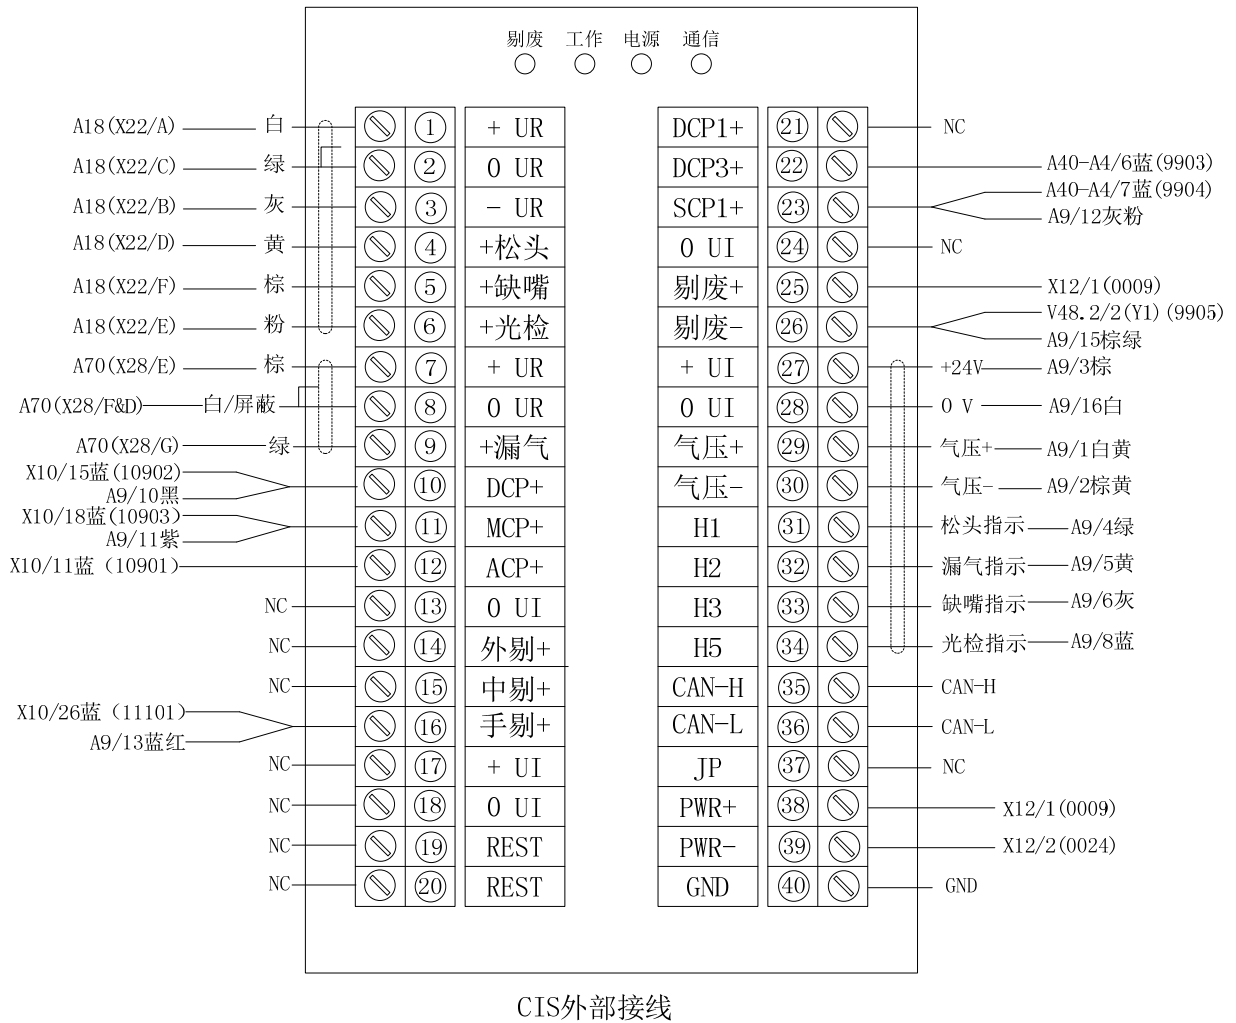 剔废 工作 电源 通信
A18(X22/A) 白 1 + UR DCP1+ 21 NC
A18(X22/C) 绿 2 0 UR DCP3+ 22 A40-A4/6蓝(9903)
A18(X22/B) 灰 3 - UR SCP1+ 23 A40-A4/7蓝(9904)
A9/12灰粉
A18(X22/D) 黄 4 +松头 0 UI 24 NC
A18(X22/F) 棕 5 +缺嘴 剔废+ 25 X12/1(0009)
A18(X22/E) 粉 6 +光检 剔废- 26 V48.2/2(Y1)(9905)
A9/15棕绿
A70(X28/E) 棕 7 + UR + UI 27 +24V A9/3棕
A70(X28/F&D) 白/屏蔽 8 0 UR 0 UI 28 0 V A9/16白
A70(X28/G) 绿 9 +漏气 气压+ 29 气压+ A9/1白黄
X10/15蓝(10902)
A9/10黑 10 DCP+ 气压- 30 气压- A9/2棕黄
X10/18蓝(10903)
A9/11紫 11 MCP+ H1 31 松头指示 A9/4绿
X10/11蓝（10901) 12 ACP+ H2 32 漏气指示 A9/5黄
NC 13 0 UI H3 33 缺嘴指示 A9/6灰
NC 14 外剔+ H5 34 光检指示 A9/8蓝
NC 15 中剔+ CAN-H 35 CAN-H
X10/26蓝（11101)
A9/13蓝红 16 手剔+ CAN-L 36 CAN-L
NC 17 + UI JP 37 NC
NC 18 0 UI PWR+ 38 X12/1(0009)
NC 19 REST PWR- 39 X12/2(0024)
NC 20 REST GND 40 GND
CIS外部接线